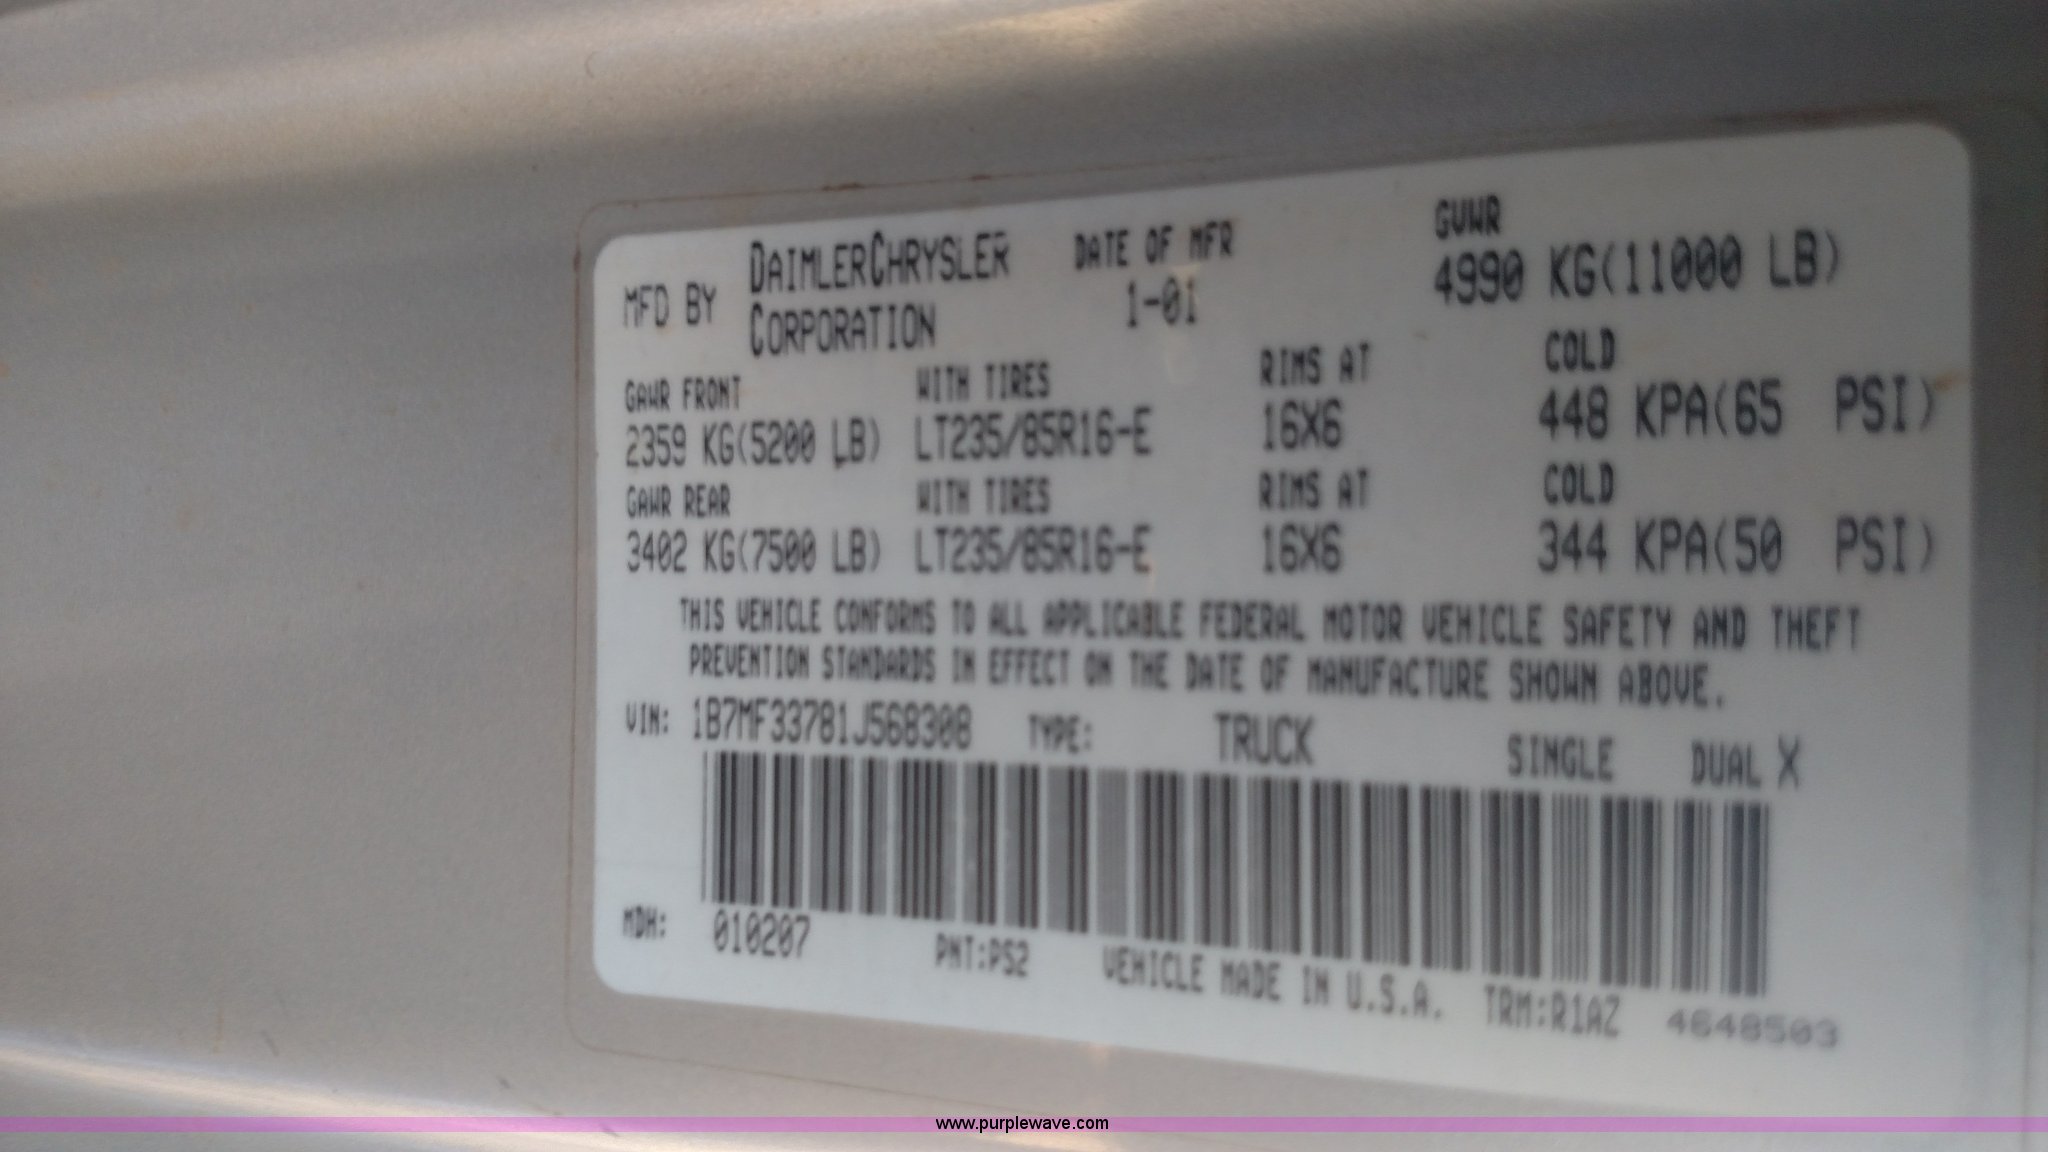 MFD BY DAIMLERCHRYSLER CORPORATION
DATE OF MFR
1-01
GVWR
4990 KG(11000 LB)
GAWR FRONT WITH TIRES RIMS AT COLD
2359 KG(5200 LB) LT235/85R16-E 16X6 448 KPA(65 PSI)
GAWR REAR WITH TIRES RIMS AT COLD
3402 KG(7500 LB) LT235/85R16-E 16X6 344 KPA(50 PSI)
THIS VEHICLE CONFORMS TO ALL APPLICABLE FEDERAL MOTOR VEHICLE SAFETY AND THEFT
PREVENTION STANDARDS IN EFFECT ON THE DATE OF MANUFACTURE SHOWN ABOVE.
VIN: 1B7MF33781J568308 TYPE: TRUCK SINGLE DUAL X
MDH: 010207 PNT:PS2 VEHICLE MADE IN U.S.A. TRM:R1AZ 4648503
www.purplewave.com